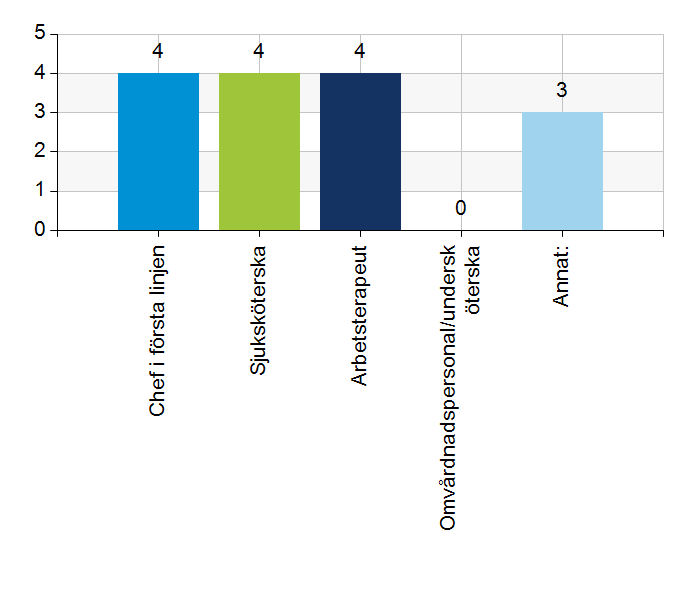 5
4
3
2
1
0
4
4
4
0
3
Chef i första linjen
Sjuksköterska
Arbetsterapeut
Omvårdnadspersonal/undersk
öterska
Annat: